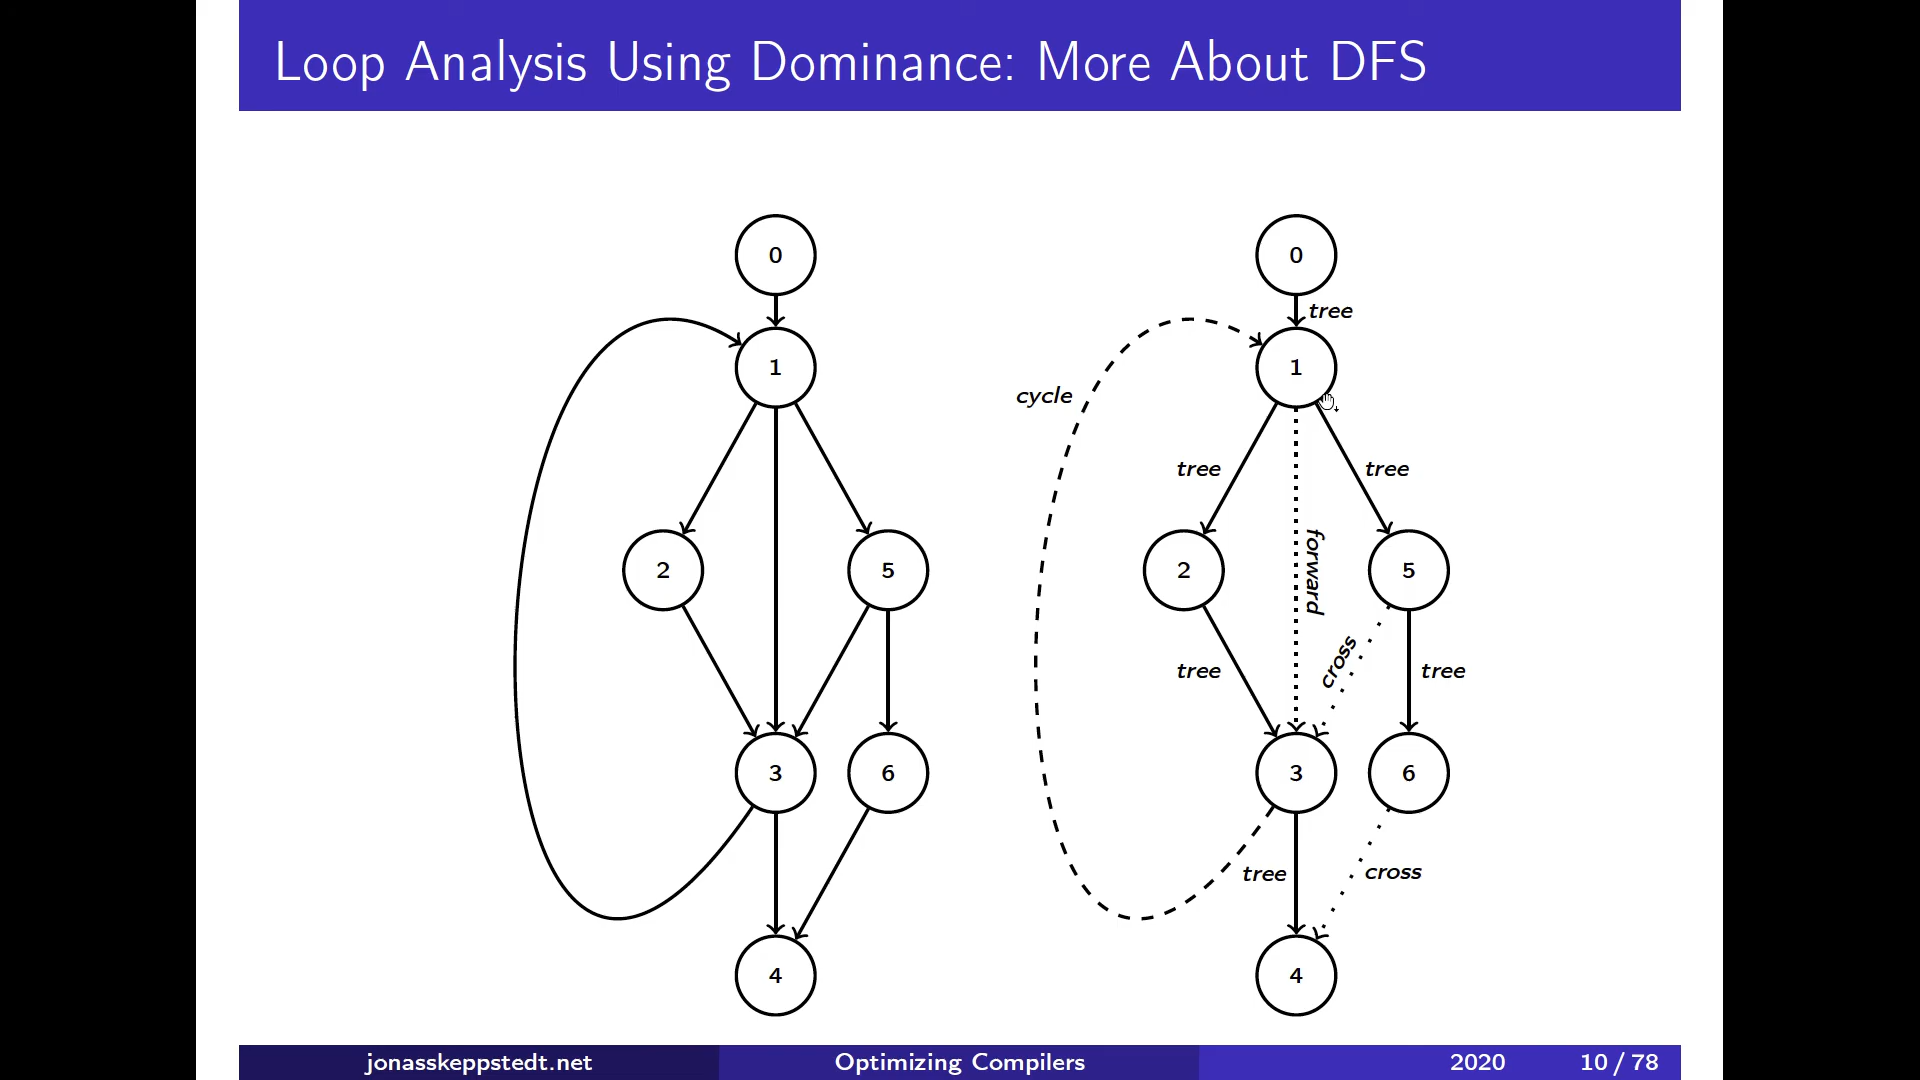 Loop Analysis Using Dominance: More About DFS
0
1
2
5
3
6
4
0
tree
1
cycle
tree
tree
2
forward
5
cross
tree
tree
3
6
tree
cross
4
jonasskeppstedt.net
Optimizing Compilers
2020
10 / 78